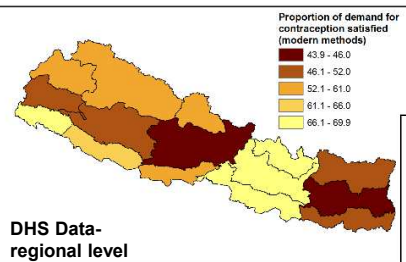 Proportion of demand for
contraception satisfied
(modern methods)
43.9 - 46.0
46.1 - 52.0
52.1 - 61.0
61.1 - 66.0
66.1 - 69.9
DHS Data-
regional level